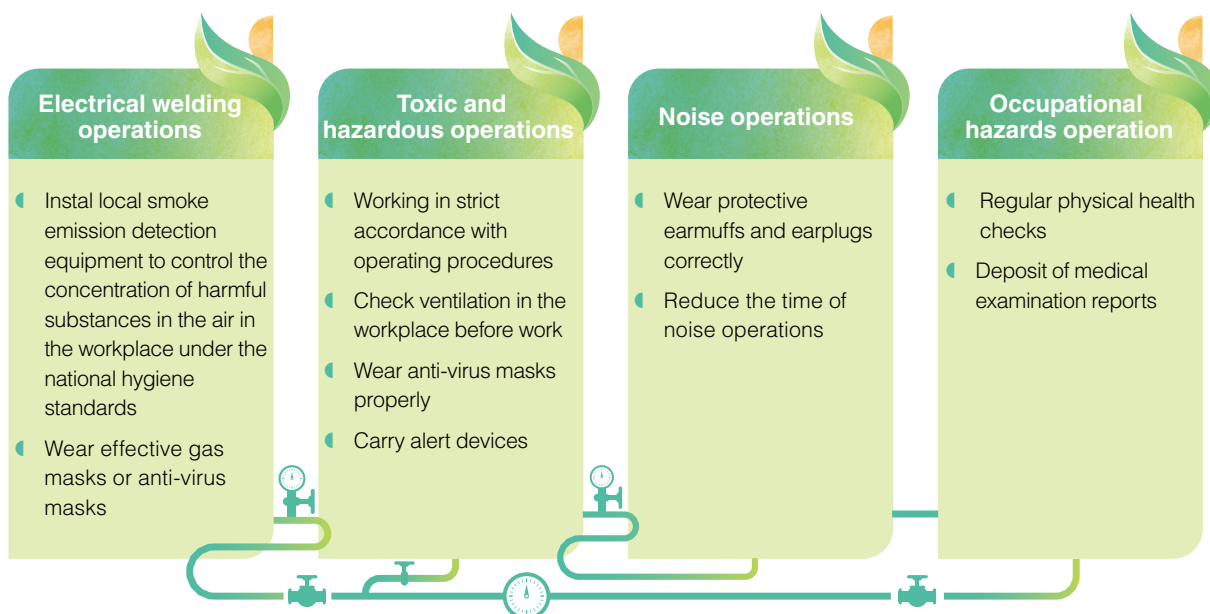 Electrical welding
operations
Instal local smoke
emission detection
equipment to control the
concentration of harmful
substances in the air in
the workplace under the
national hygiene
standards
Wear effective gas
masks or anti-virus
masks
Toxic and
hazardous operations
Working in strict
accordance with
operating procedures
Check ventilation in the
workplace before work
Wear anti-virus masks
properly
Carry alert devices
Noise operations
Wear protective
earmuffs and earplugs
correctly
Reduce the time of
noise operations
Occupational
hazards operation
Regular physical health
checks
Deposit of medical
examination reports